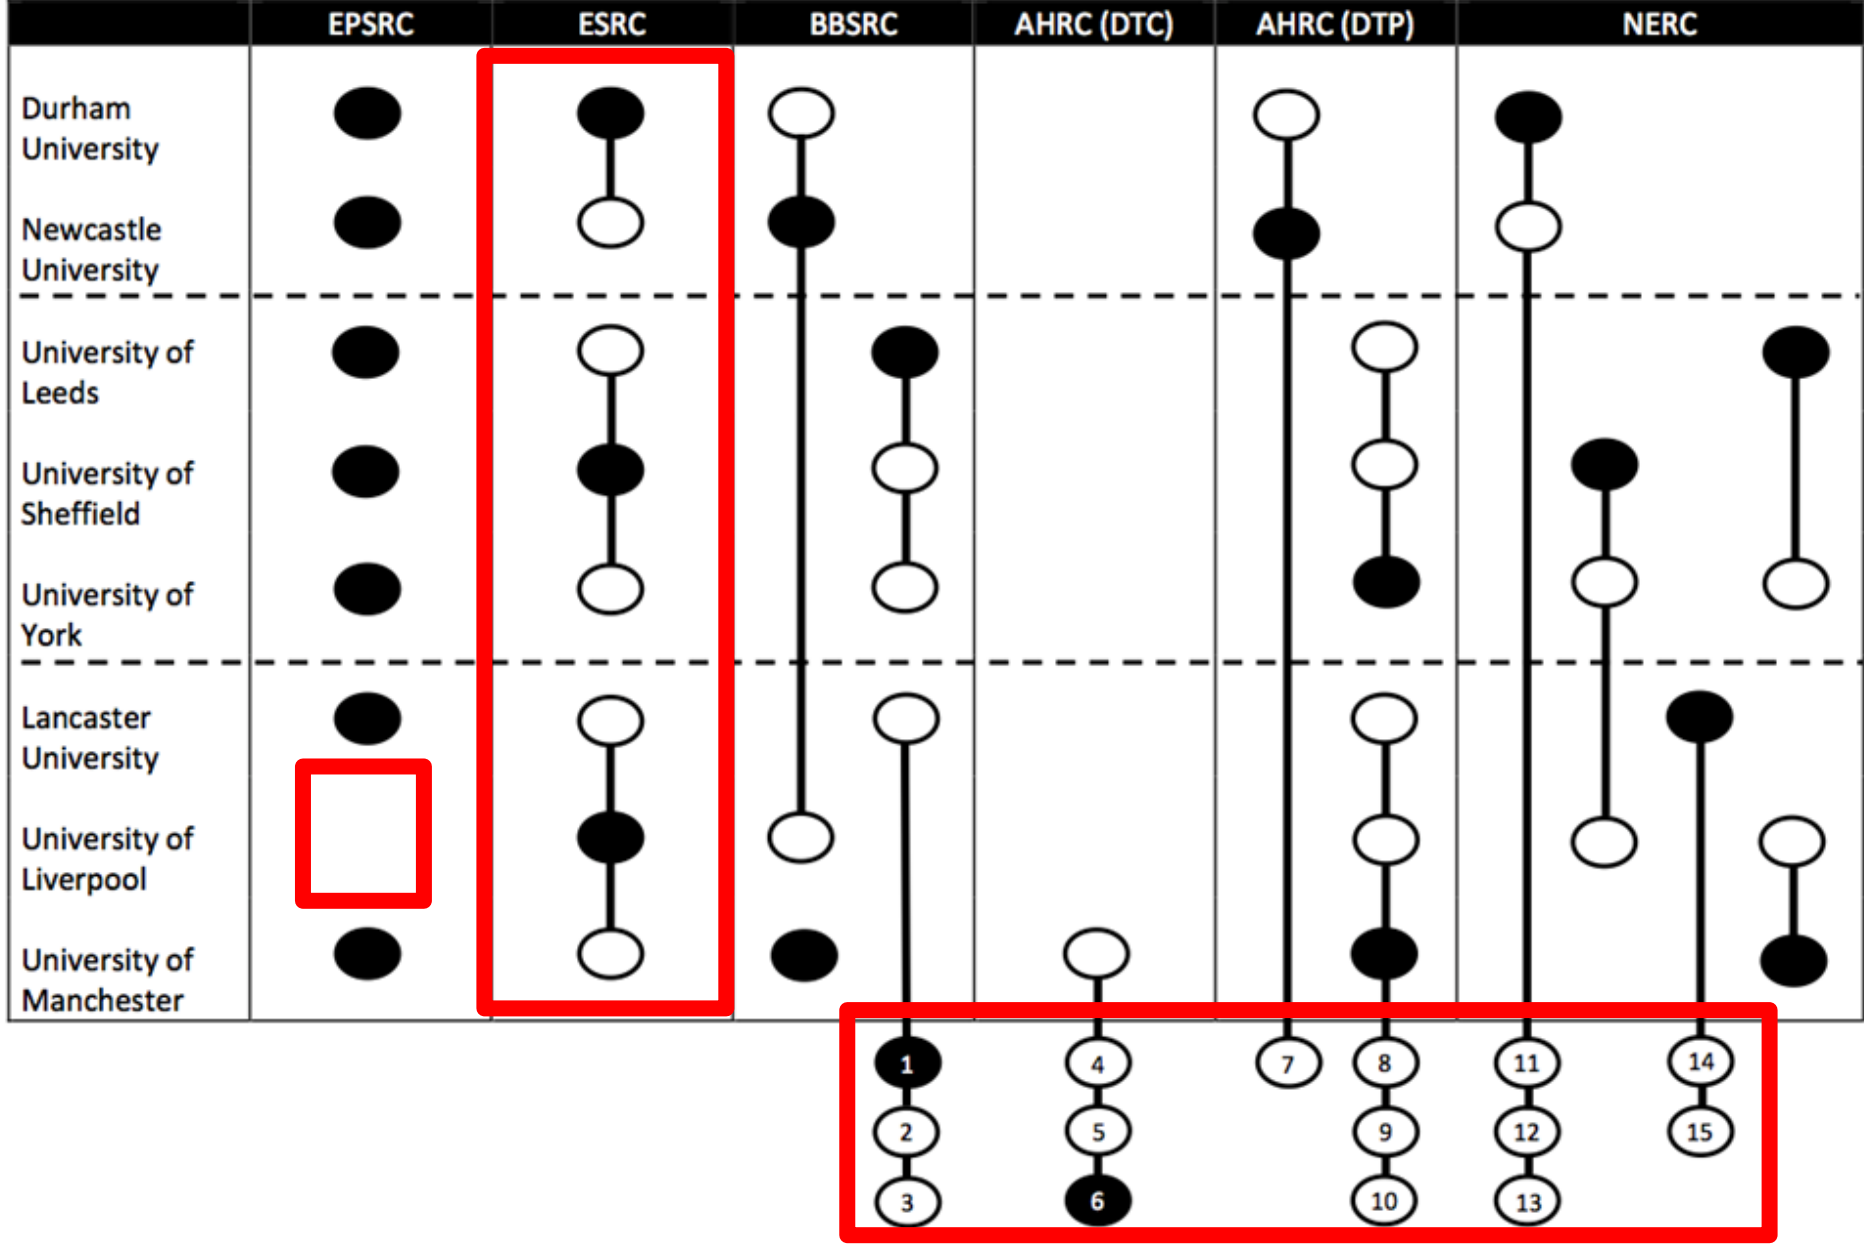 EPSRC ESRC BBSRC AHRC (DTC) AHRC (DTP) NERC
Durham
University
Newcastle
University
University of
Leeds
University of
Sheffield
University of
York
Lancaster
University
University of
Liverpool
University of
Manchester
1 4 7 8 11 14
2 5 9 12 15
3 6 10 13